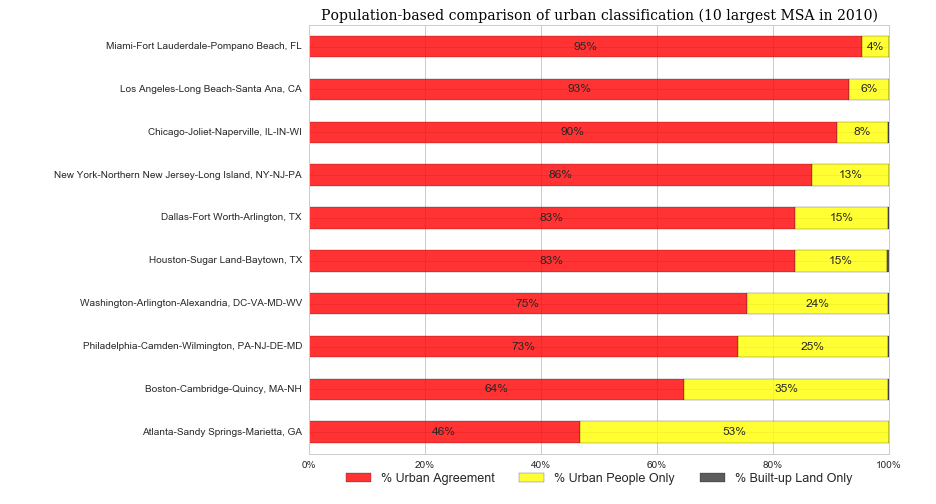 Population-based comparison of urban classification (10 largest MSA in 2010)
Miami-Fort Lauderdale-Pompano Beach, FL 95% 4%
Los Angeles-Long Beach-Santa Ana, CA 93% 6%
Chicago-Joliet-Naperville, IL-IN-WI 90% 8%
New York-Northern New Jersey-Long Island, NY-NJ-PA 86% 13%
Dallas-Fort Worth-Arlington, TX 83% 15%
Houston-Sugar Land-Baytown, TX 83% 15%
Washington-Arlington-Alexandria, DC-VA-MD-WV 75% 24%
Philadelphia-Camden-Wilmington, PA-NJ-DE-MD 73% 25%
Boston-Cambridge-Quincy, MA-NH 64% 35%
Atlanta-Sandy Springs-Marietta, GA 46% 53%
0% 20% 40% 60% 80% 100%
% Urban Agreement % Urban People Only % Built-up Land Only